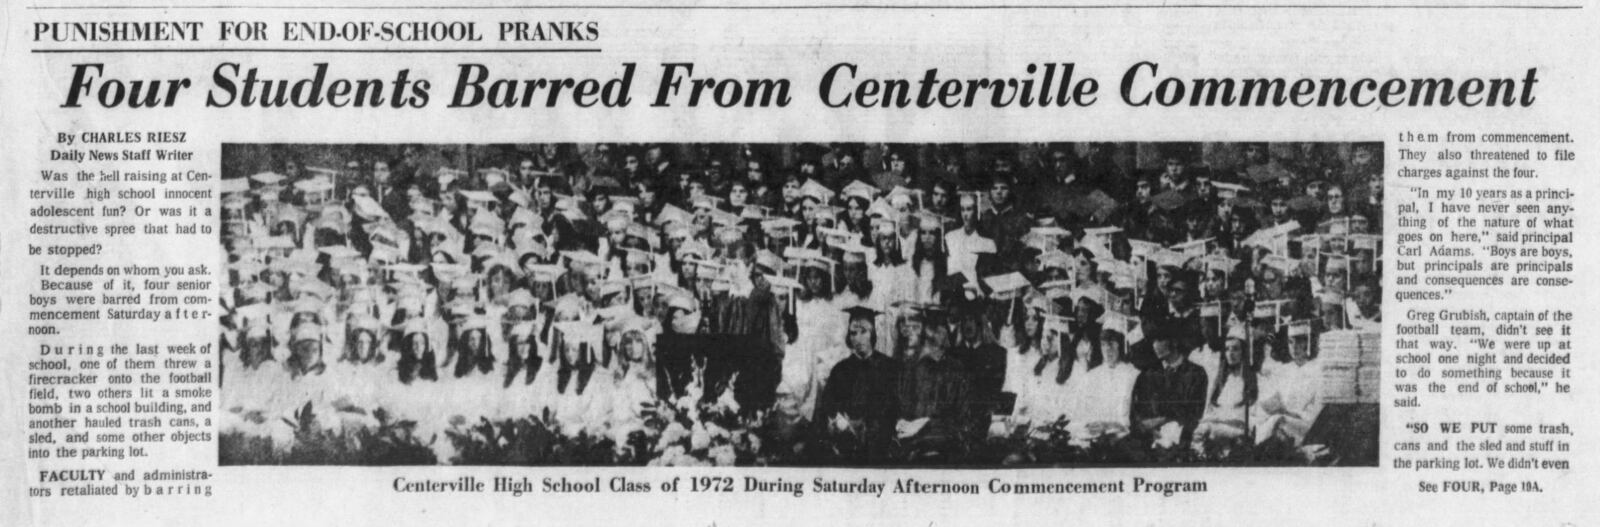 PUNISHMENT FOR END-OF-SCHOOL PRANKS
Four Students Barred From Centerville Commencement
By CHARLES RIESZ
Daily News Staff Writer
Was the hell raising at Cen-
terville high school innocent
adolescent fun? Or was it a
destructive spree that had to
be stopped?
It depends on whom you ask.
Because of it, four senior
boys were barred from com-
mencement Saturday after-
noon.
During the last week of
school, one of them threw a
firecracker onto the football
field, two others lit a smoke
bomb in a school building, and
another hauled trash cans, a
sled, and some other objects
into the parking lot.
FACULTY and administra-
tors retaliated by barring
Centerville High School Class of 1972 During Saturday Afternoon Commencement Program
them from commencement.
They also threatened to file
charges against the four.
"In my 10 years as a princi-
pal, I have never seen any-
thing of the nature of what
goes on here," said principal
Carl Adams. "Boys are boys,
but principals are principals
and consequences are conse-
quences."
Greg Grubish, captain of the
football team, didn't see it
that way. "We were up at
school one night and decided
to do something because it
was the end of school," he
said.
"SO WE PUT some trash,
cans and the sled and stuff in
the parking lot. We didn't even
See FOUR, Page 10A.